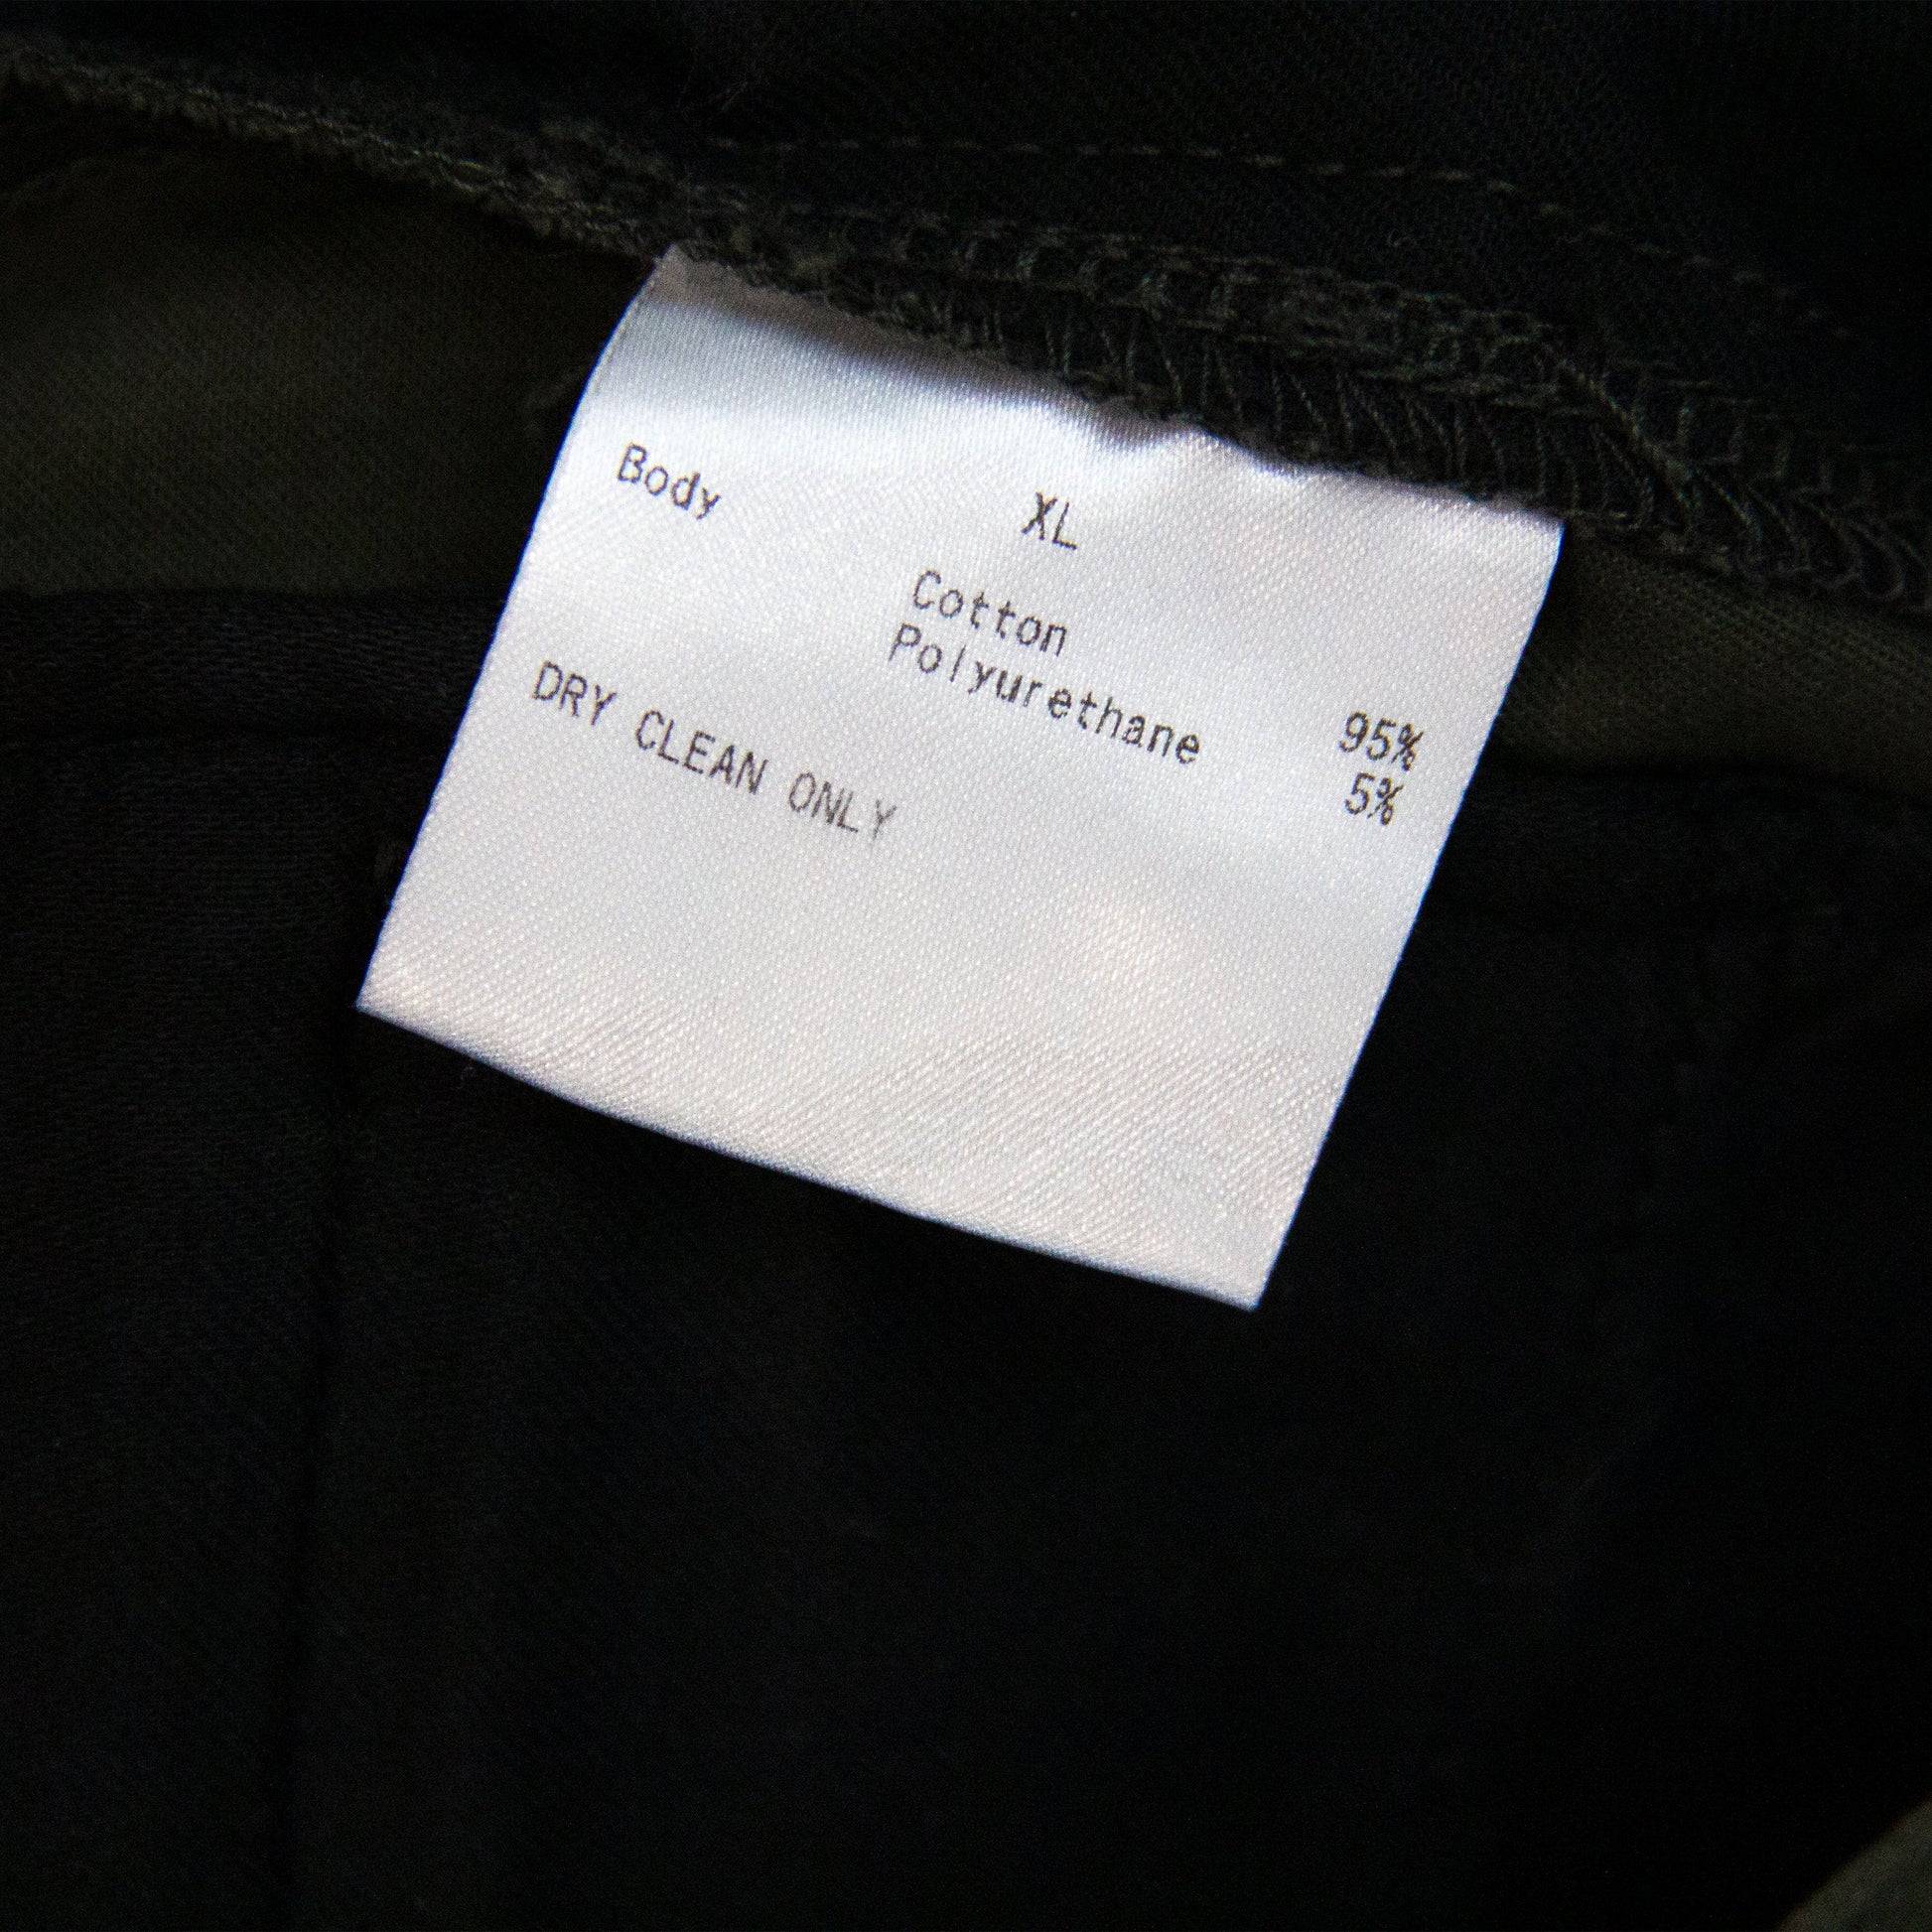 XL
Body Cotton 95%
Polyurethane 5%
DRY CLEAN ONLY